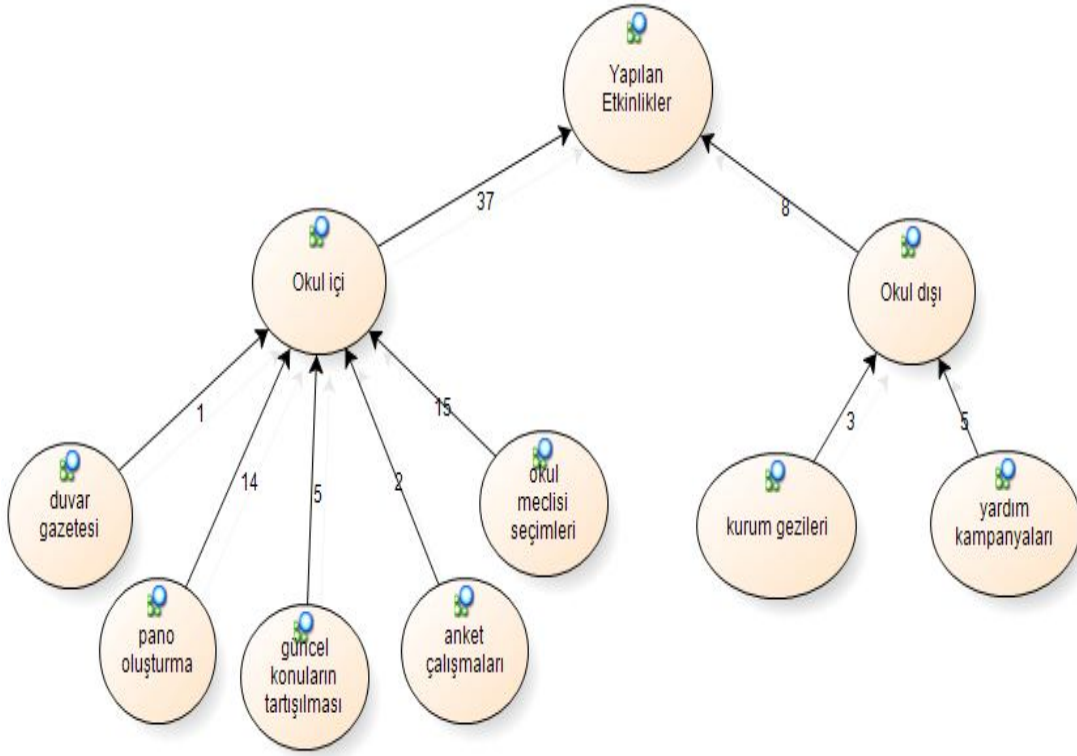 Yapılan
Etkinlikler
37
8
Okul içi
Okul dışı
1
14
5
2
15
3
5
duvar
gazetesi
pano
oluşturma
güncel
konuların
tartışılması
anket
çalışmaları
okul
meclisi
seçimleri
kurum gezileri
yardım
kampanyaları